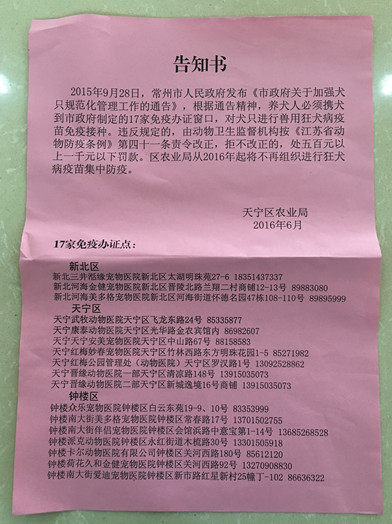 告知书
2015年9月28日，常州市人民政府发布《市政府关于加强犬
只规范化管理工作的通告》，根据通告精神，养犬人必须携犬
到市政府制定的17家免疫办证窗口，对犬只进行兽用狂犬病疫
苗免疫接种。违反规定的，由动物卫生监督机构按《江苏省动
物防疫条例》第四十一条责令改正，拒不改正的，处五百元以
上一千元以下罚款。区农业局从2016年起将不再组织进行狂犬
病疫苗集中防疫。
天宁区农业局
2016年6月
17家免疫办证点：
新北区
新北三井泓缘宠物医院新北区太湖明珠苑27-6 18351437337
新北河海金健宠物医院新北区晋陵北路兰翔二村商铺12-13号 89883080
新北河海美多格宠物医院新北区河海街道怀德名园47栋108-110号 89895999
天宁区
天宁武牧动物医院天宁区飞龙东路24号 85335877
天宁康泰动物医院天宁区光华路金农宾馆内 86982607
天宁天宁安美宠物医院天宁区中山路67号 88158583
天宁红梅妙春宠物医院天宁区竹林西路东方明珠花园1-5 85271982
天宁红梅公园管理处（动物医院）天宁区罗汉路1号 13092528862
天宁晋缘动物医院一部天宁区清凉路148号 13915035073
天宁晋缘动物医院二部天宁区新城逸境16号商铺 13915035073
钟楼区
钟楼众乐宠物医院钟楼区白云东苑19-9、10号 83353999
钟楼南大街美多格宠物医院钟楼区常春路17号 13701502755
钟楼南大街伴侣宠物医院钟楼区会馆浜路中意宝第1-14号 13685268528
钟楼派克动物医院钟楼区永红街道木梳路30号 13301505918
钟楼卡尔动物医院有限公司钟楼区关河西路180号 85612120
钟楼荷花久和金健宠物医院钟楼区关河西路92号 13270908830
钟楼南大街爱迪宠物医院钟楼区新市路红星新村25幢丁-102 86636322